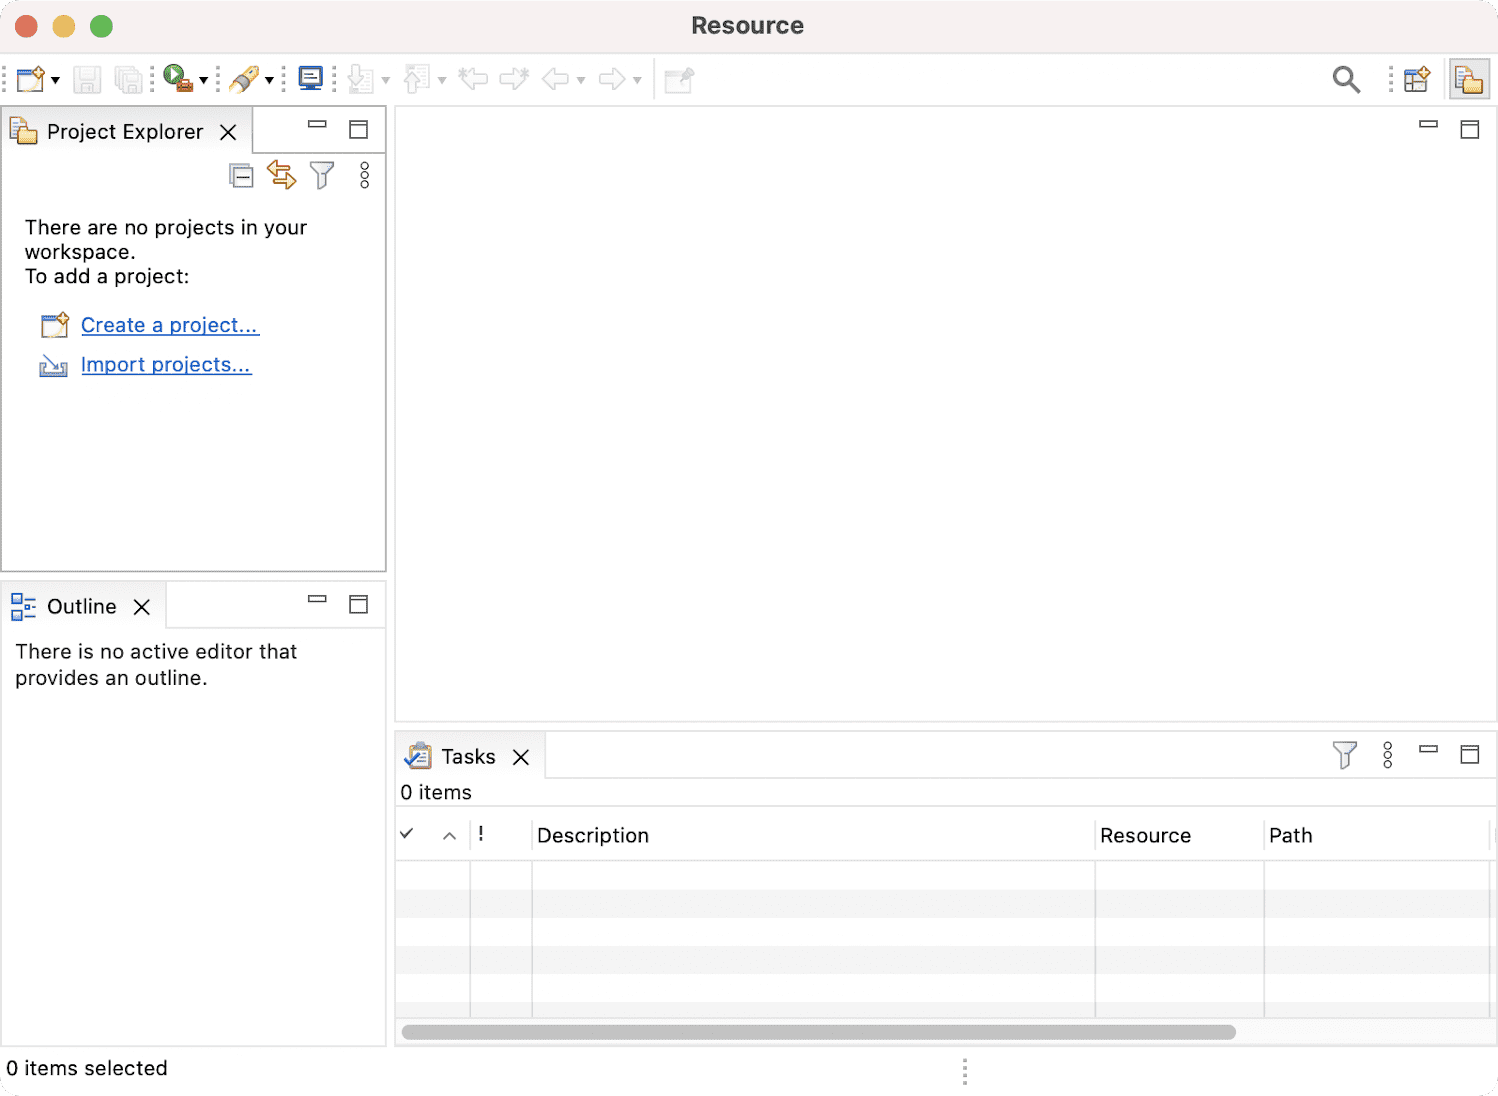 Resource
Project Explorer
There are no projects in your
workspace.
To add a project:
Create a project...
Import projects...
Outline
There is no active editor that
provides an outline.
Tasks
0 items
! Description Resource Path
0 items selected